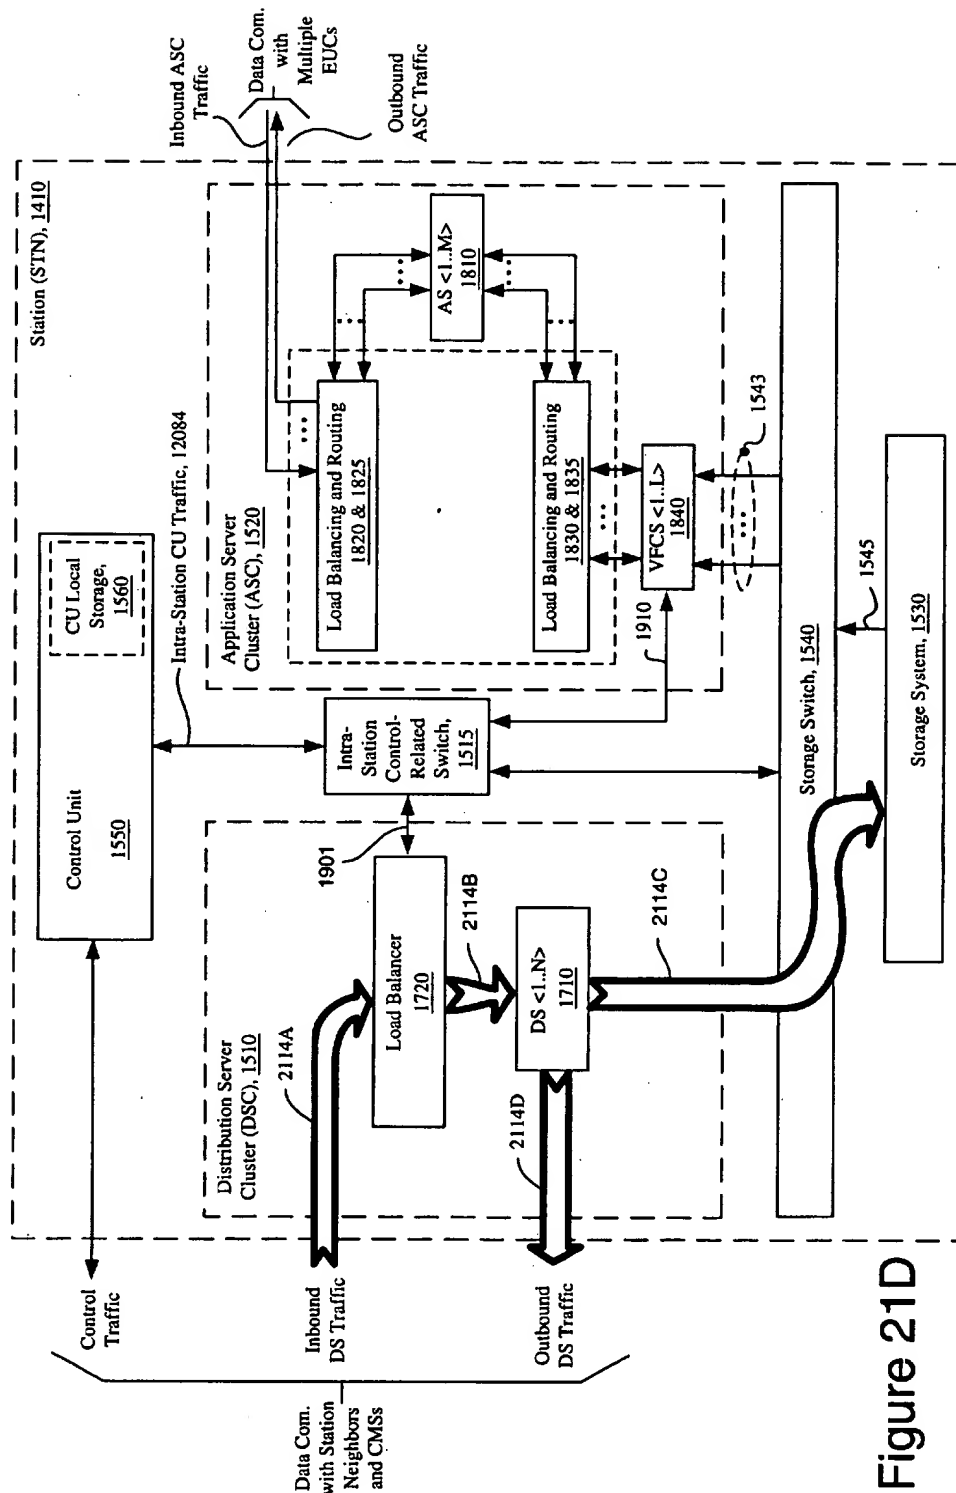 Station (STN), 1410
Control
Traffic
Control Unit
1550
CU Local
Storage,
1560
Intra-Station CU Traffic, 12084
Data Com.
with Station
Neighbors
and CMSs
Inbound
DS Traffic
Outbound
DS Traffic
Distribution Server
Cluster (DSC), 1510
2114A
Load Balancer
1720
2114B
DS <1..N>
1710
2114C
2114D
1901
Intra-
Station
Control-
Related
Switch,
1515
Application Server
Cluster (ASC), 1520
Load Balancing and Routing
1820 & 1825
Load Balancing and Routing
1830 & 1835
AS <1..M>
1810
VFCS <1..L>
1840
1910
1543
Inbound ASC
Traffic
Data Com.
with
Multiple
EUCs
Outbound
ASC Traffic
Storage Switch, 1540
1545
Storage System, 1530
Figure 21D